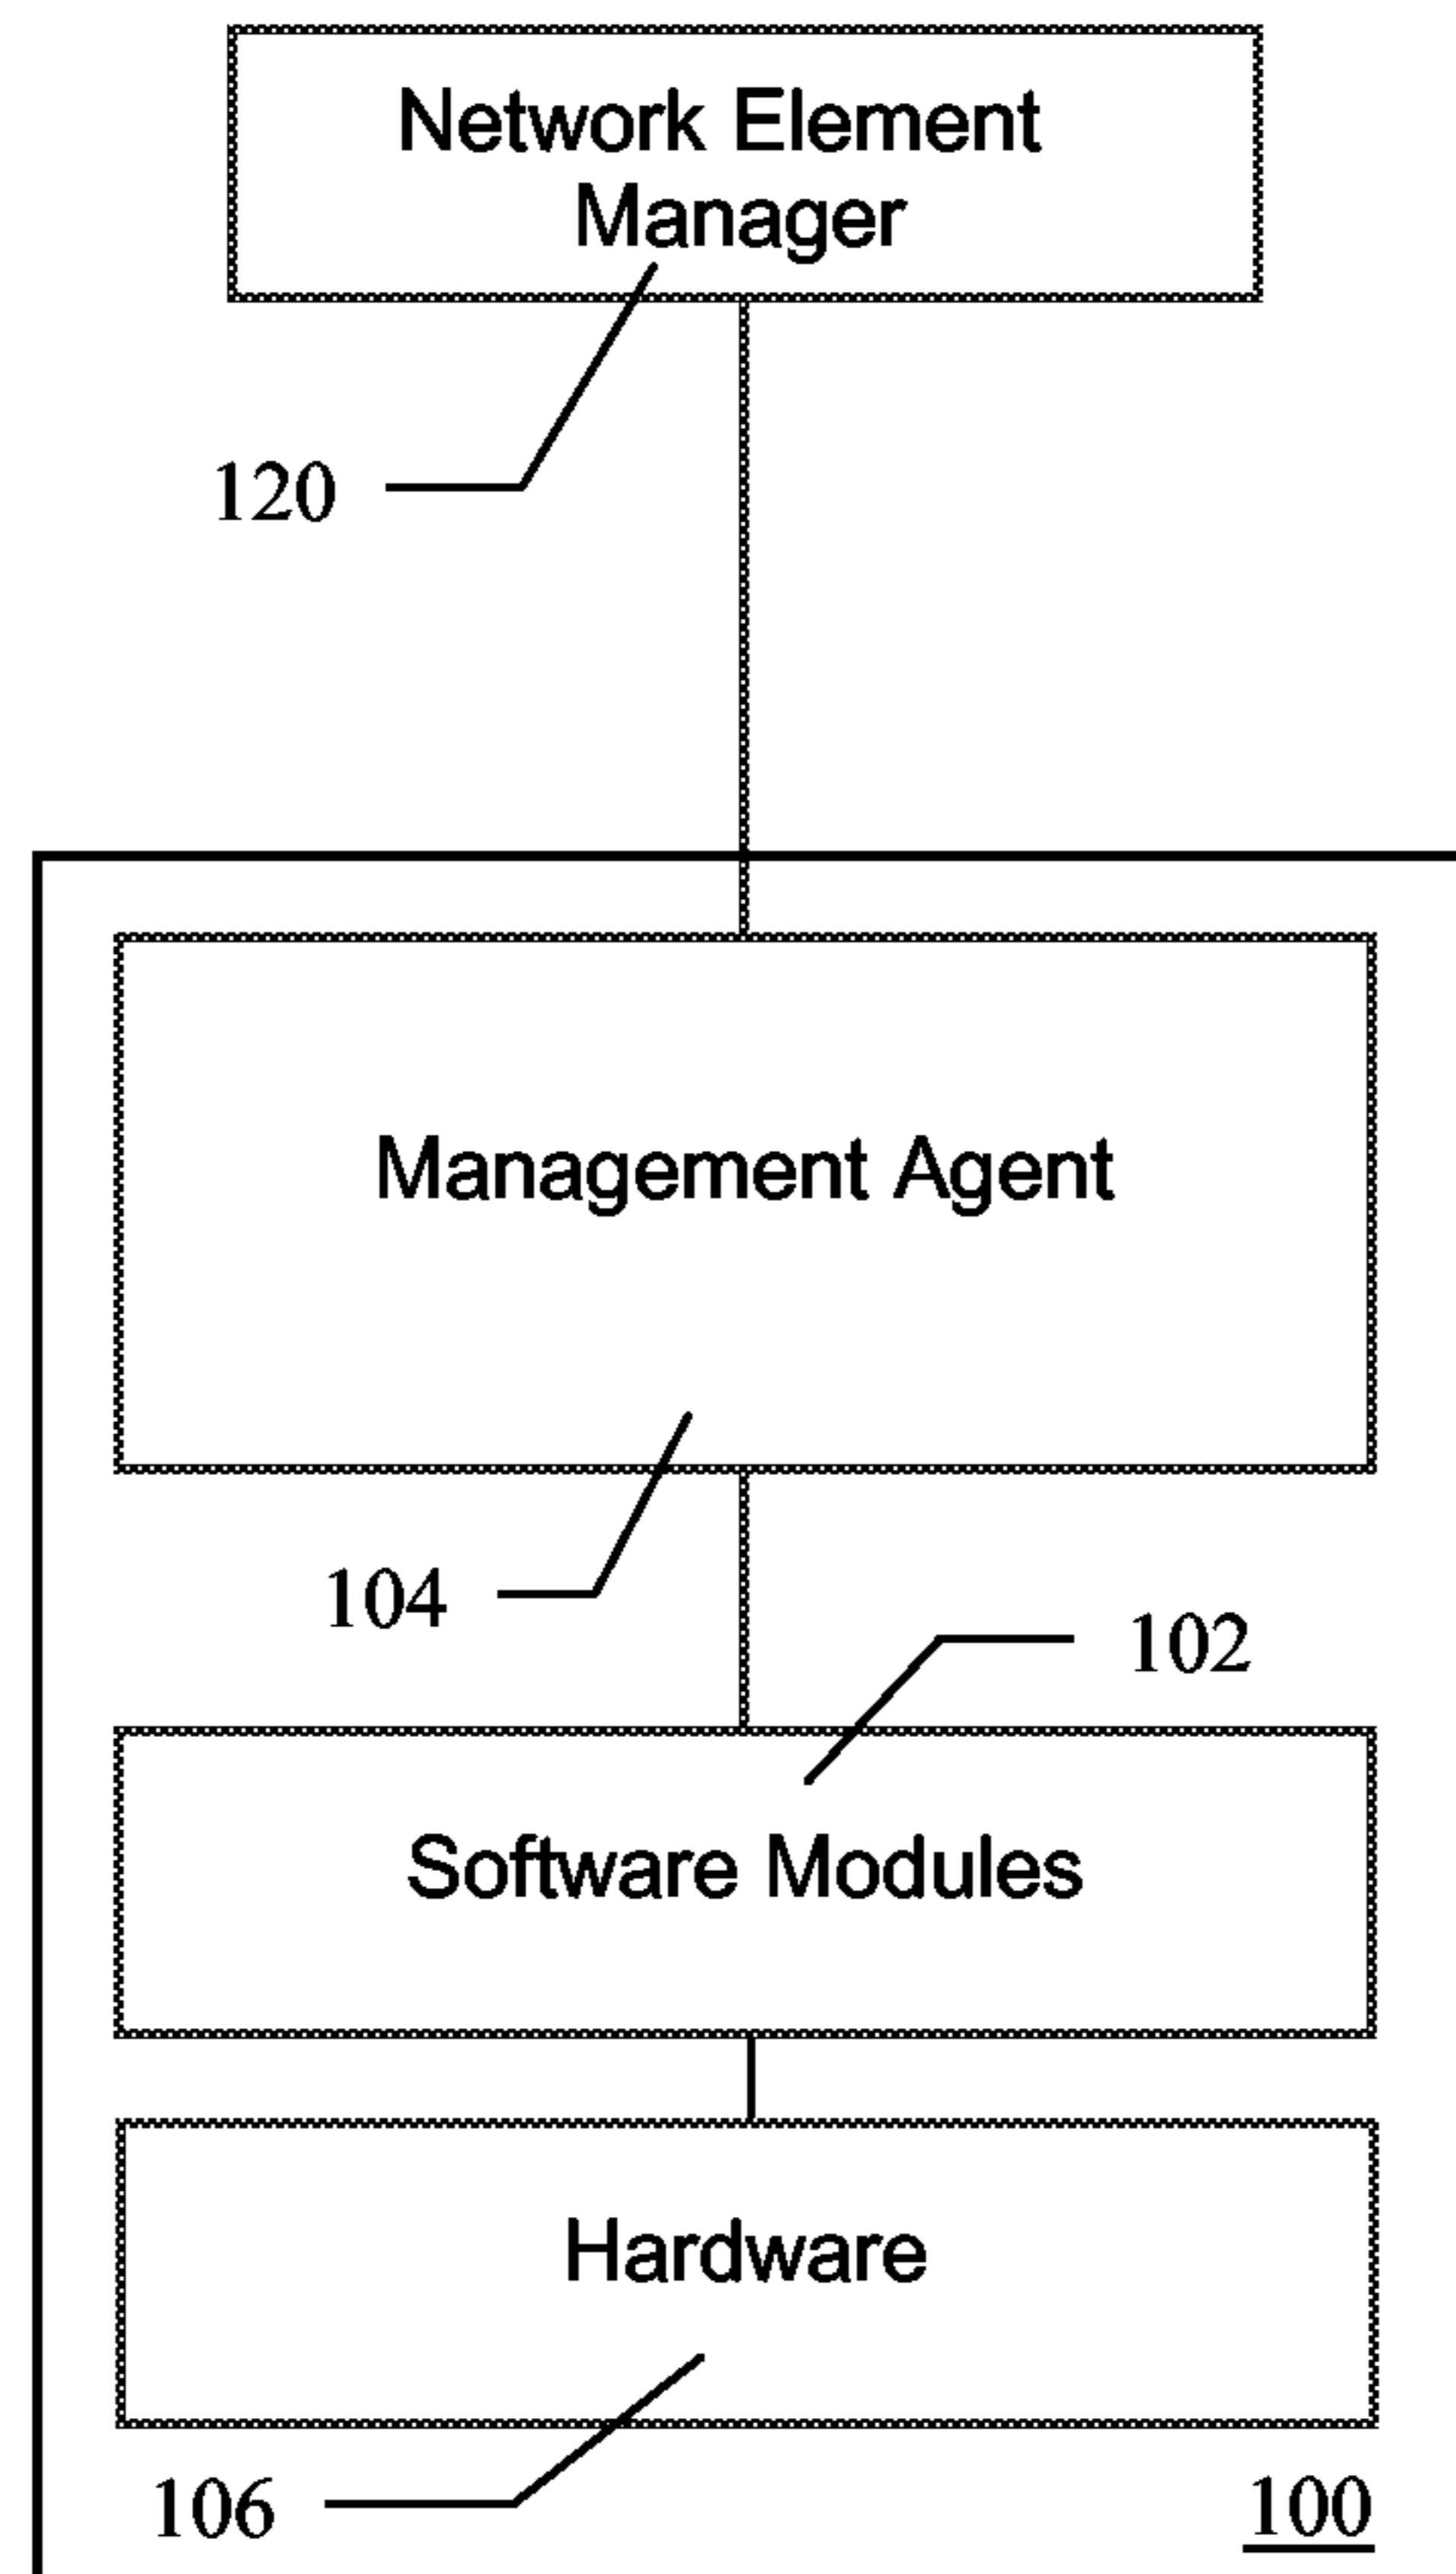 Network Element
Manager
120
Management Agent
104
102
Software Modules
Hardware
106
100